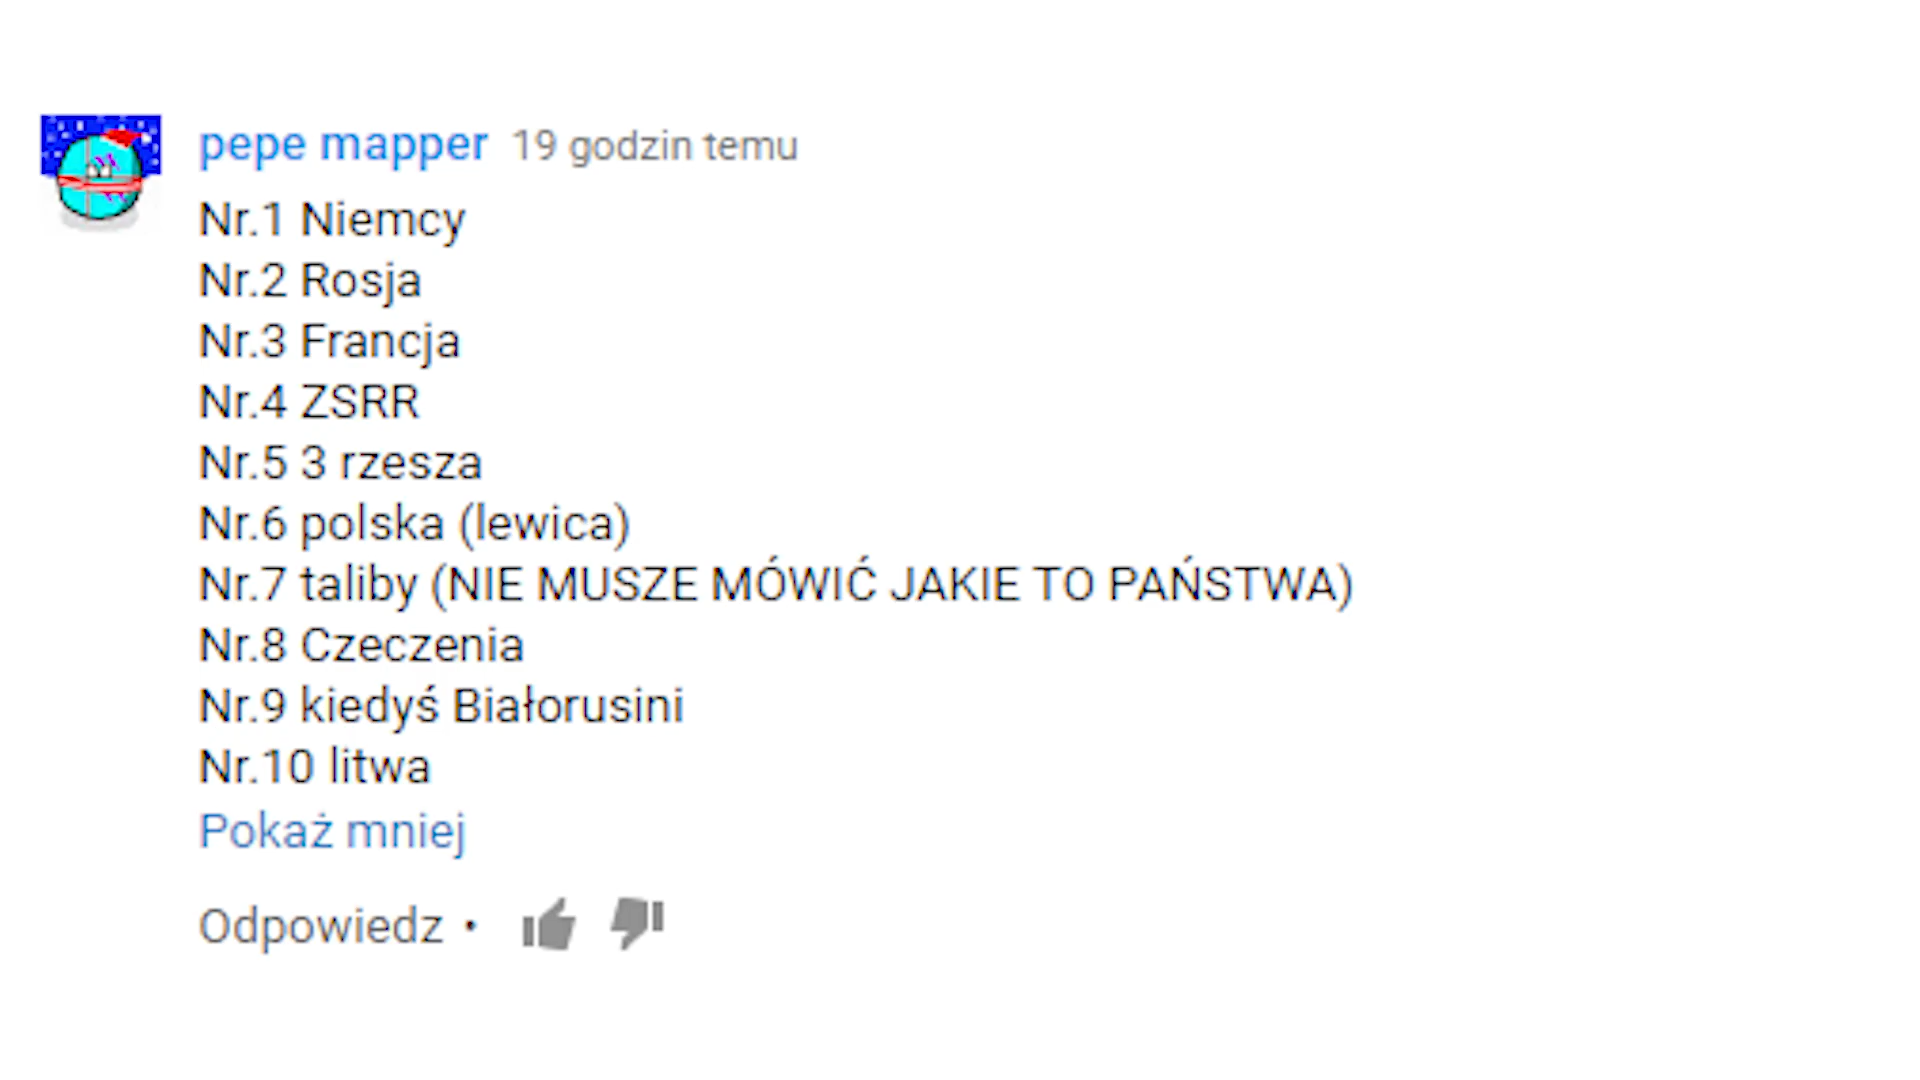 pepe mapper 19 godzin temu
Nr.1 Niemcy
Nr.2 Rosja
Nr.3 Francja
Nr.4 ZSRR
Nr.5 3 rzesza
Nr.6 polska (lewica)
Nr.7 taliby (NIE MUSZE MÓWIĆ JAKIE TO PAŃSTWA)
Nr.8 Czeczenia
Nr.9 kiedyś Białorusini
Nr.10 litwa
Pokaż mniej
Odpowiedz •